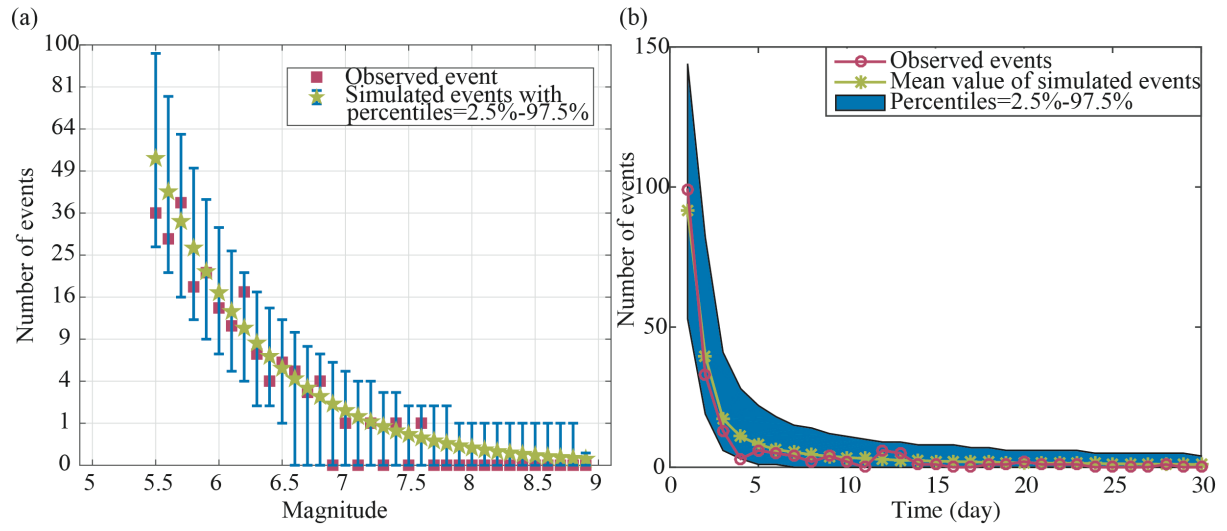 (a)
Number of events
100
81
64
49
36
25
16
9
4
1
0
Observed event
Simulated events with
percentiles=2.5%-97.5%
5
5.5
6
6.5
7
7.5
8
8.5
9
Magnitude
(b)
Number of events
150
100
50
0
Observed events
Mean value of simulated events
Percentiles=2.5%-97.5%
0
5
10
15
20
25
30
Time (day)